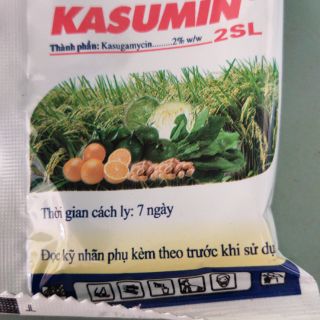 KASUMIN
Thành phần: Kasugamycin.........2% w/w 2SL
Thời gian cách ly: 7 ngày
Đọc kỹ nhãn phụ kèm theo trước khi sử dụ